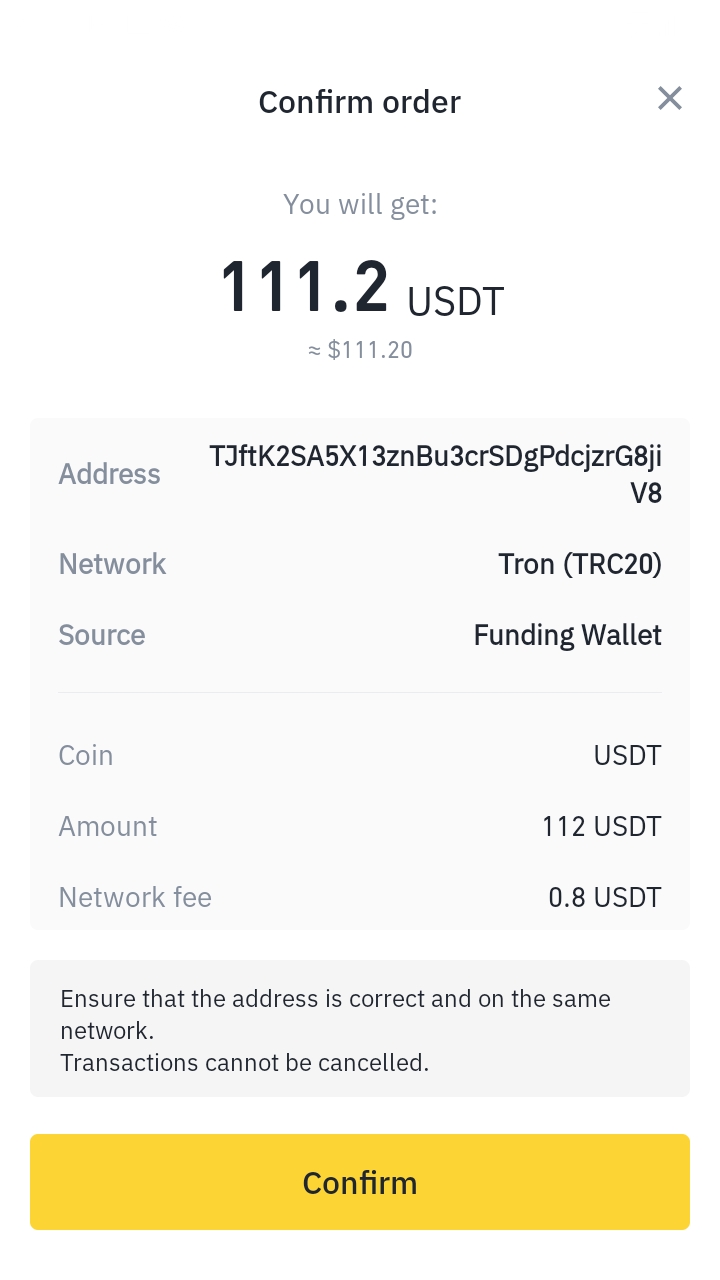 Confirm order
You will get:
111.2 USDT
≈ $111.20
Address TJftK2SA5X13znBu3crSDgPdcjzrG8ji
V8
Network Tron (TRC20)
Source Funding Wallet
Coin USDT
Amount 112 USDT
Network fee 0.8 USDT
Ensure that the address is correct and on the same
network.
Transactions cannot be cancelled.
Confirm